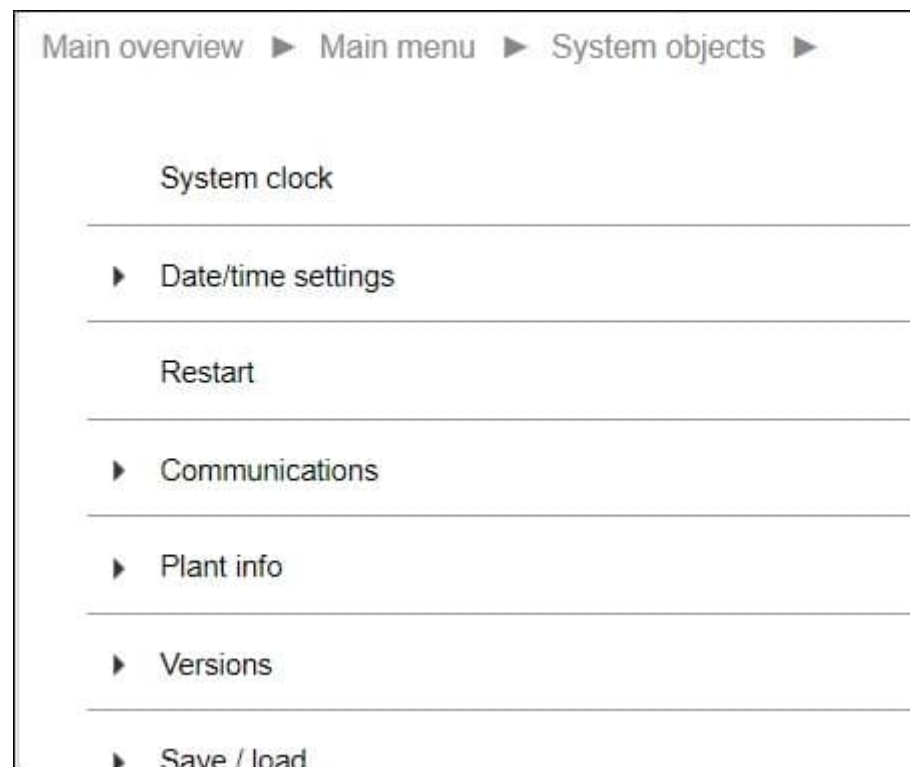 Main overview ▶ Main menu ▶ System objects ▶
System clock
Date/time settings
Restart
Communications
Plant info
Versions
Save / load